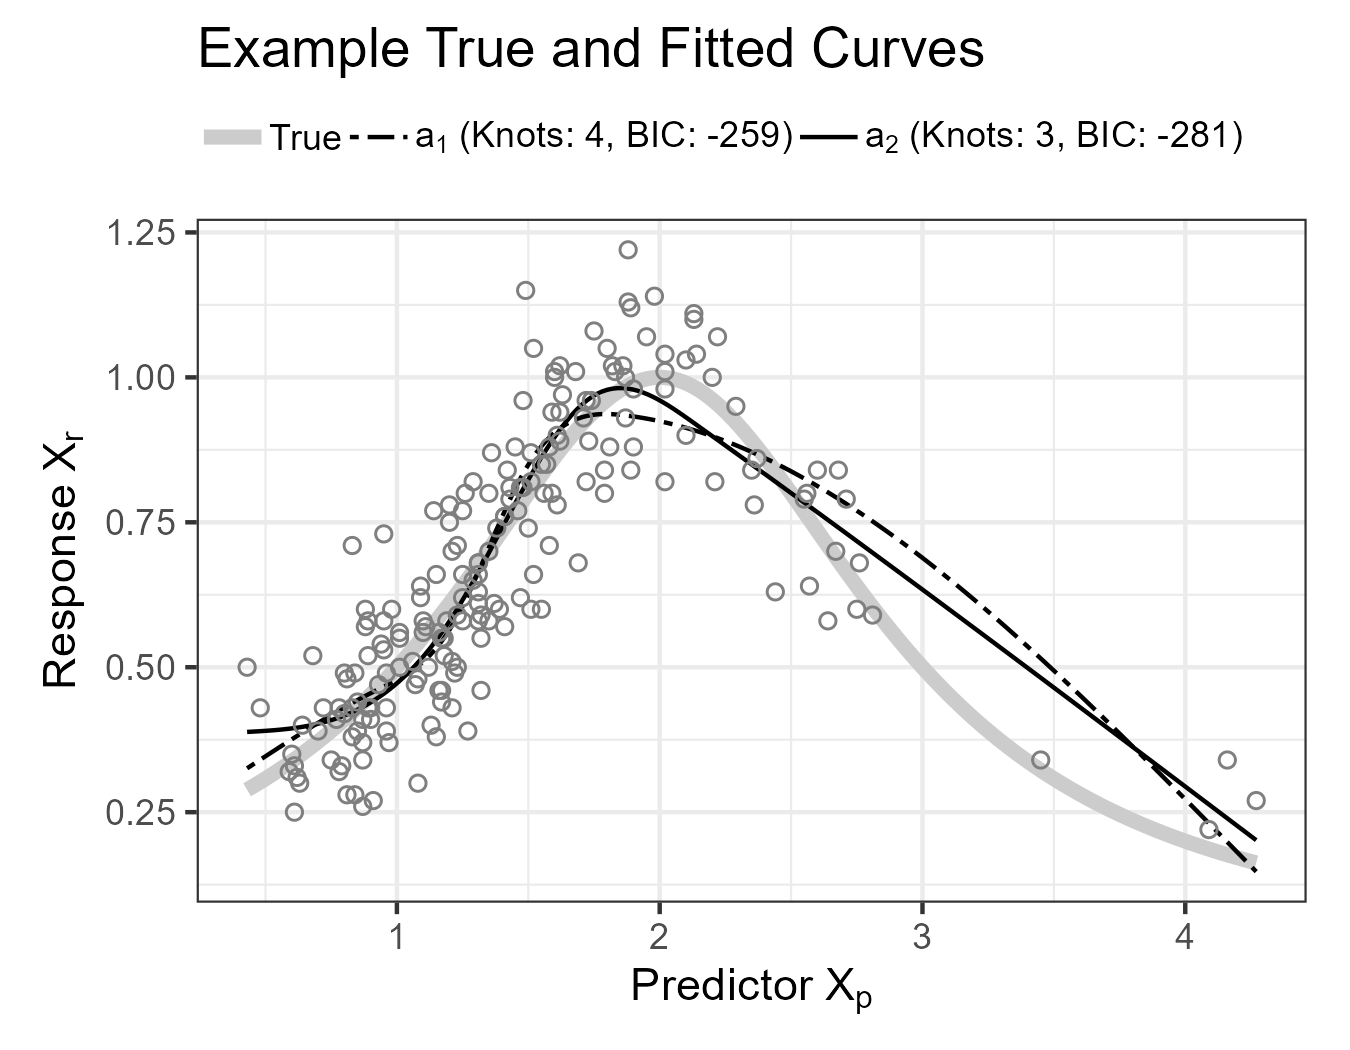 Example True and Fitted Curves
True a₁ (Knots: 4, BIC: -259) a₂ (Knots: 3, BIC: -281)
1.25
1.00
0.75
0.50
0.25
Response Xᵣ
1 2 3 4
Predictor Xₚ